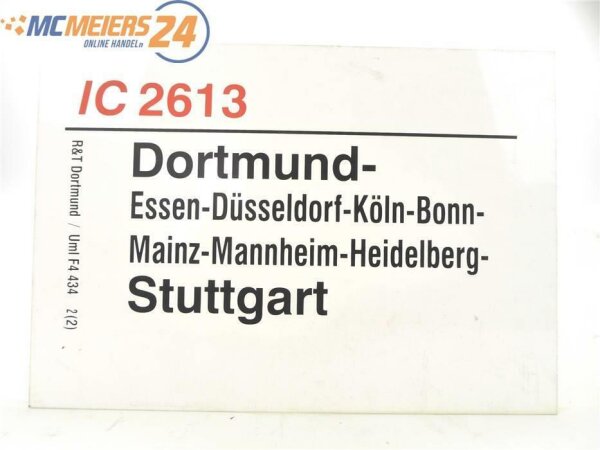 MCMEIERS24
ONLINE HANDEL
IC 2613
Dortmund-
Essen-Düsseldorf-Köln-Bonn-
Mainz-Mannheim-Heidelberg-
Stuttgart
R&T Dortmund / Uml F4 434 2(2)